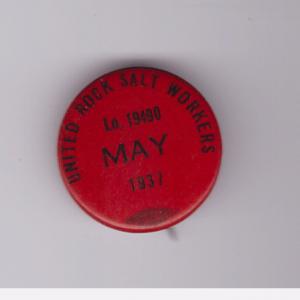 UNITED ROCK SALT WORKERS
Lo. 19190
MAY
1937